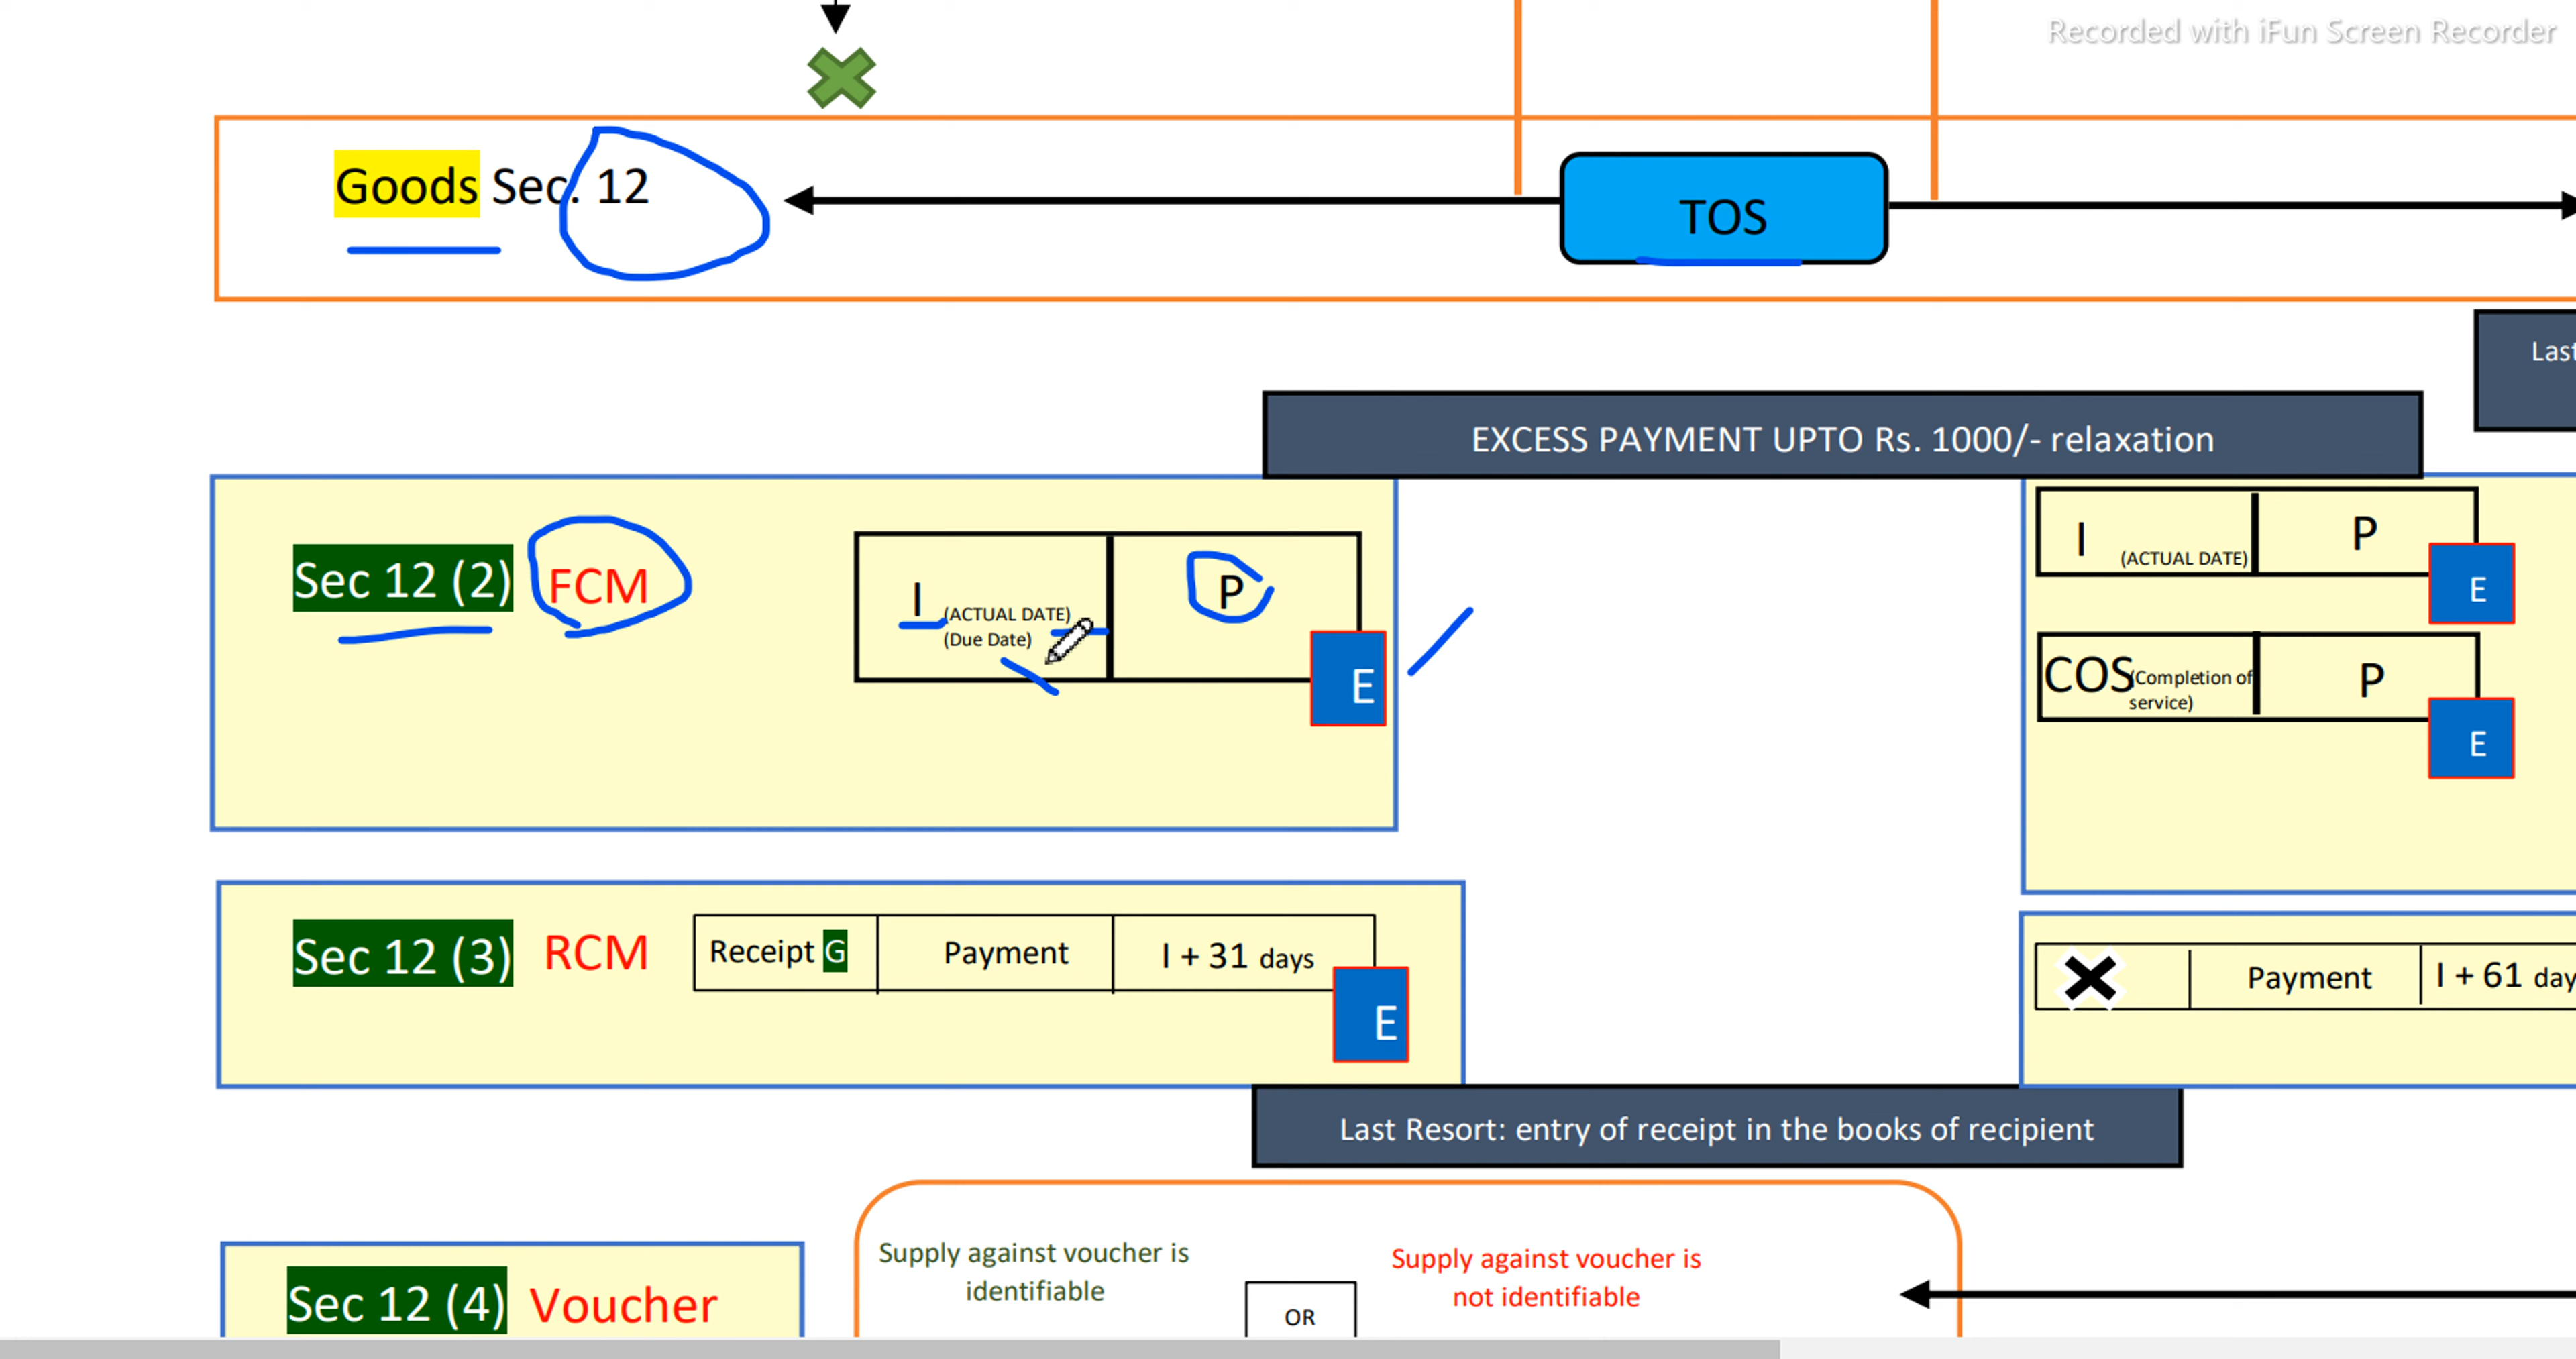 Recorded with iFun Screen Recorder
Goods Sec. 12
TOS
Last
EXCESS PAYMENT UPTO Rs. 1000/- relaxation
Sec 12 (2) FCM
I (ACTUAL DATE)
(Due Date)
P
E
I (ACTUAL DATE)
P
E
COS (Completion of
service)
P
E
Sec 12 (3) RCM
Receipt G
Payment
I + 31 days
E
Payment
I + 61 day
Last Resort: entry of receipt in the books of recipient
Sec 12 (4) Voucher
Supply against voucher is
identifiable
OR
Supply against voucher is
not identifiable